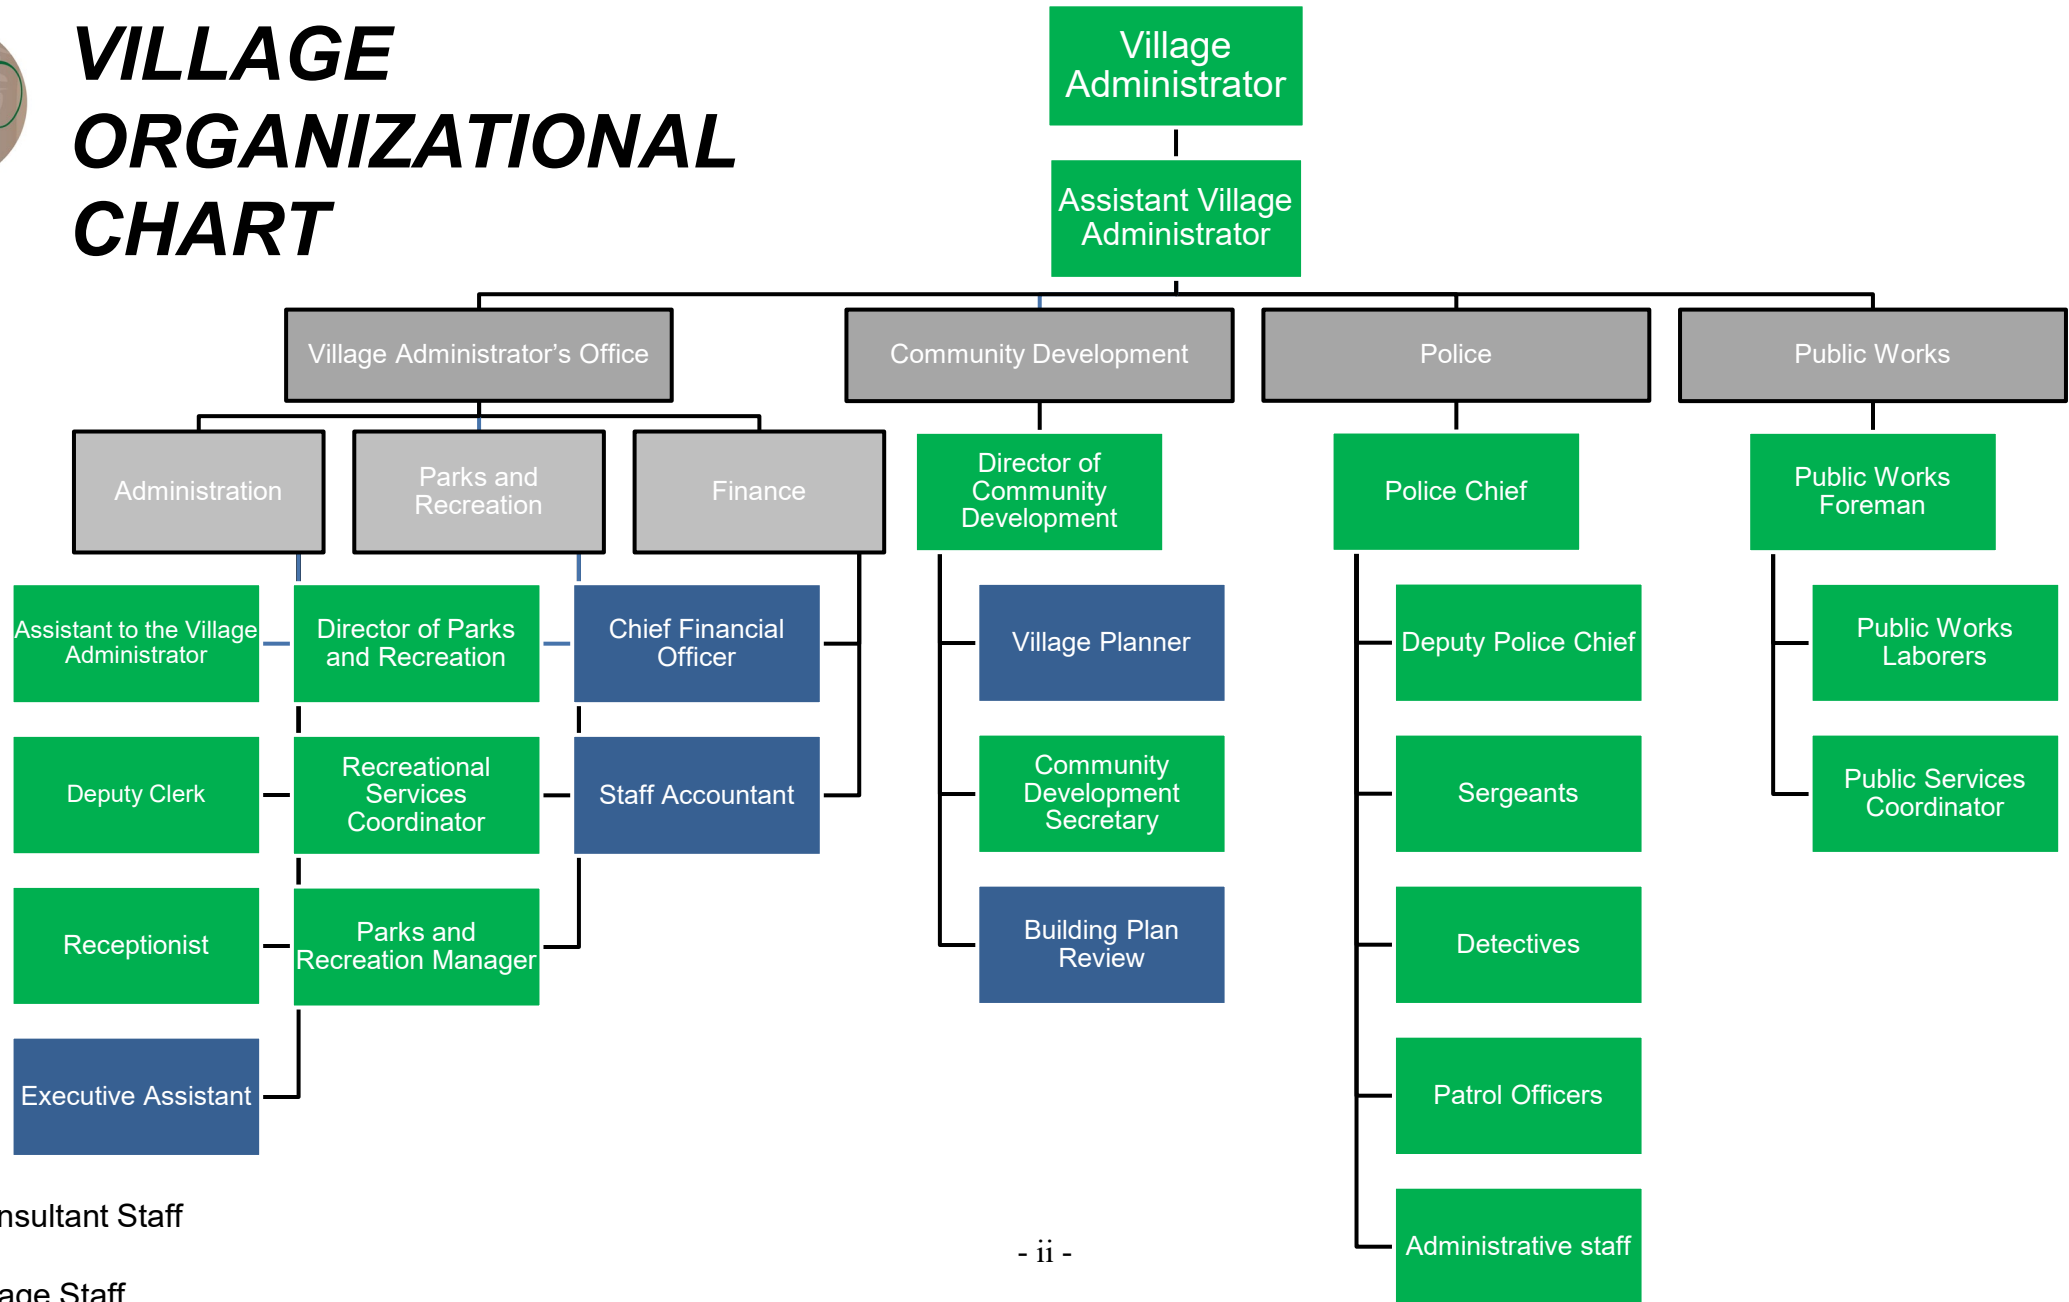 VILLAGE
ORGANIZATIONAL
CHART
Village
Administrator
Assistant Village
Administrator
Village Administrator’s Office
Community Development
Police
Public Works
Administration
Parks and
Recreation
Finance
Director of
Community
Development
Police Chief
Public Works
Foreman
Assistant to the Village
Administrator
Director of Parks
and Recreation
Chief Financial
Officer
Village Planner
Deputy Police Chief
Public Works
Laborers
Deputy Clerk
Recreational
Services
Coordinator
Staff Accountant
Community
Development
Secretary
Sergeants
Public Services
Coordinator
Receptionist
Parks and
Recreation Manager
Building Plan
Review
Detectives
Executive Assistant
Patrol Officers
Administrative staff
nsultant Staff
age Staff
- ii -